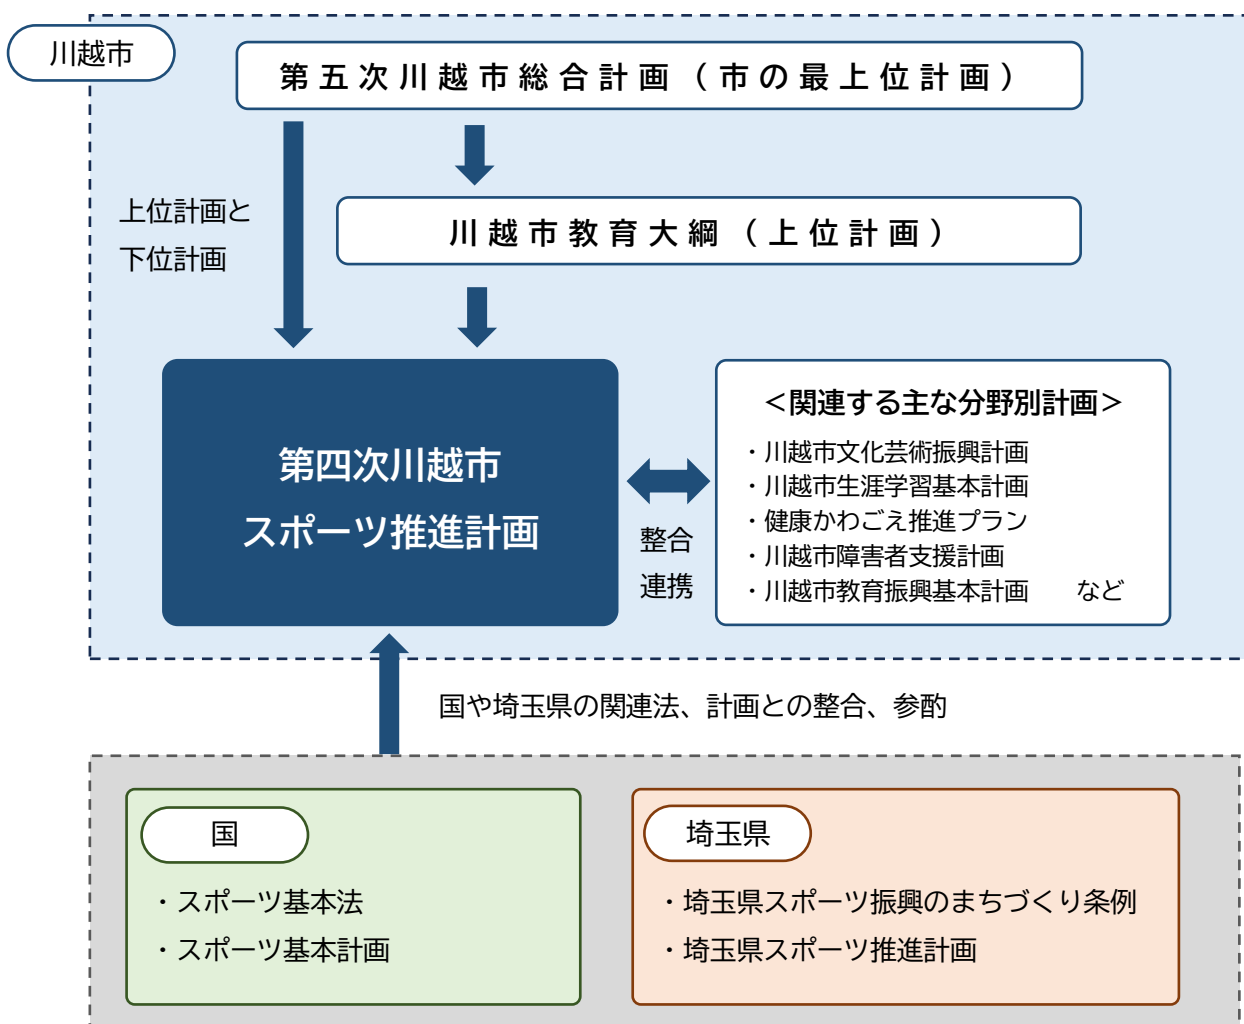 川越市
第五次川越市総合計画（市の最上位計画）
上位計画と
下位計画
川越市教育大綱（上位計画）
第四次川越市
スポーツ推進計画
整合
連携
＜関連する主な分野別計画＞
・川越市文化芸術振興計画
・川越市生涯学習基本計画
・健康かわごえ推進プラン
・川越市障害者支援計画
・川越市教育振興基本計画　　など
国や埼玉県の関連法、計画との整合、参酌
国
・スポーツ基本法
・スポーツ基本計画
埼玉県
・埼玉県スポーツ振興のまちづくり条例
・埼玉県スポーツ推進計画